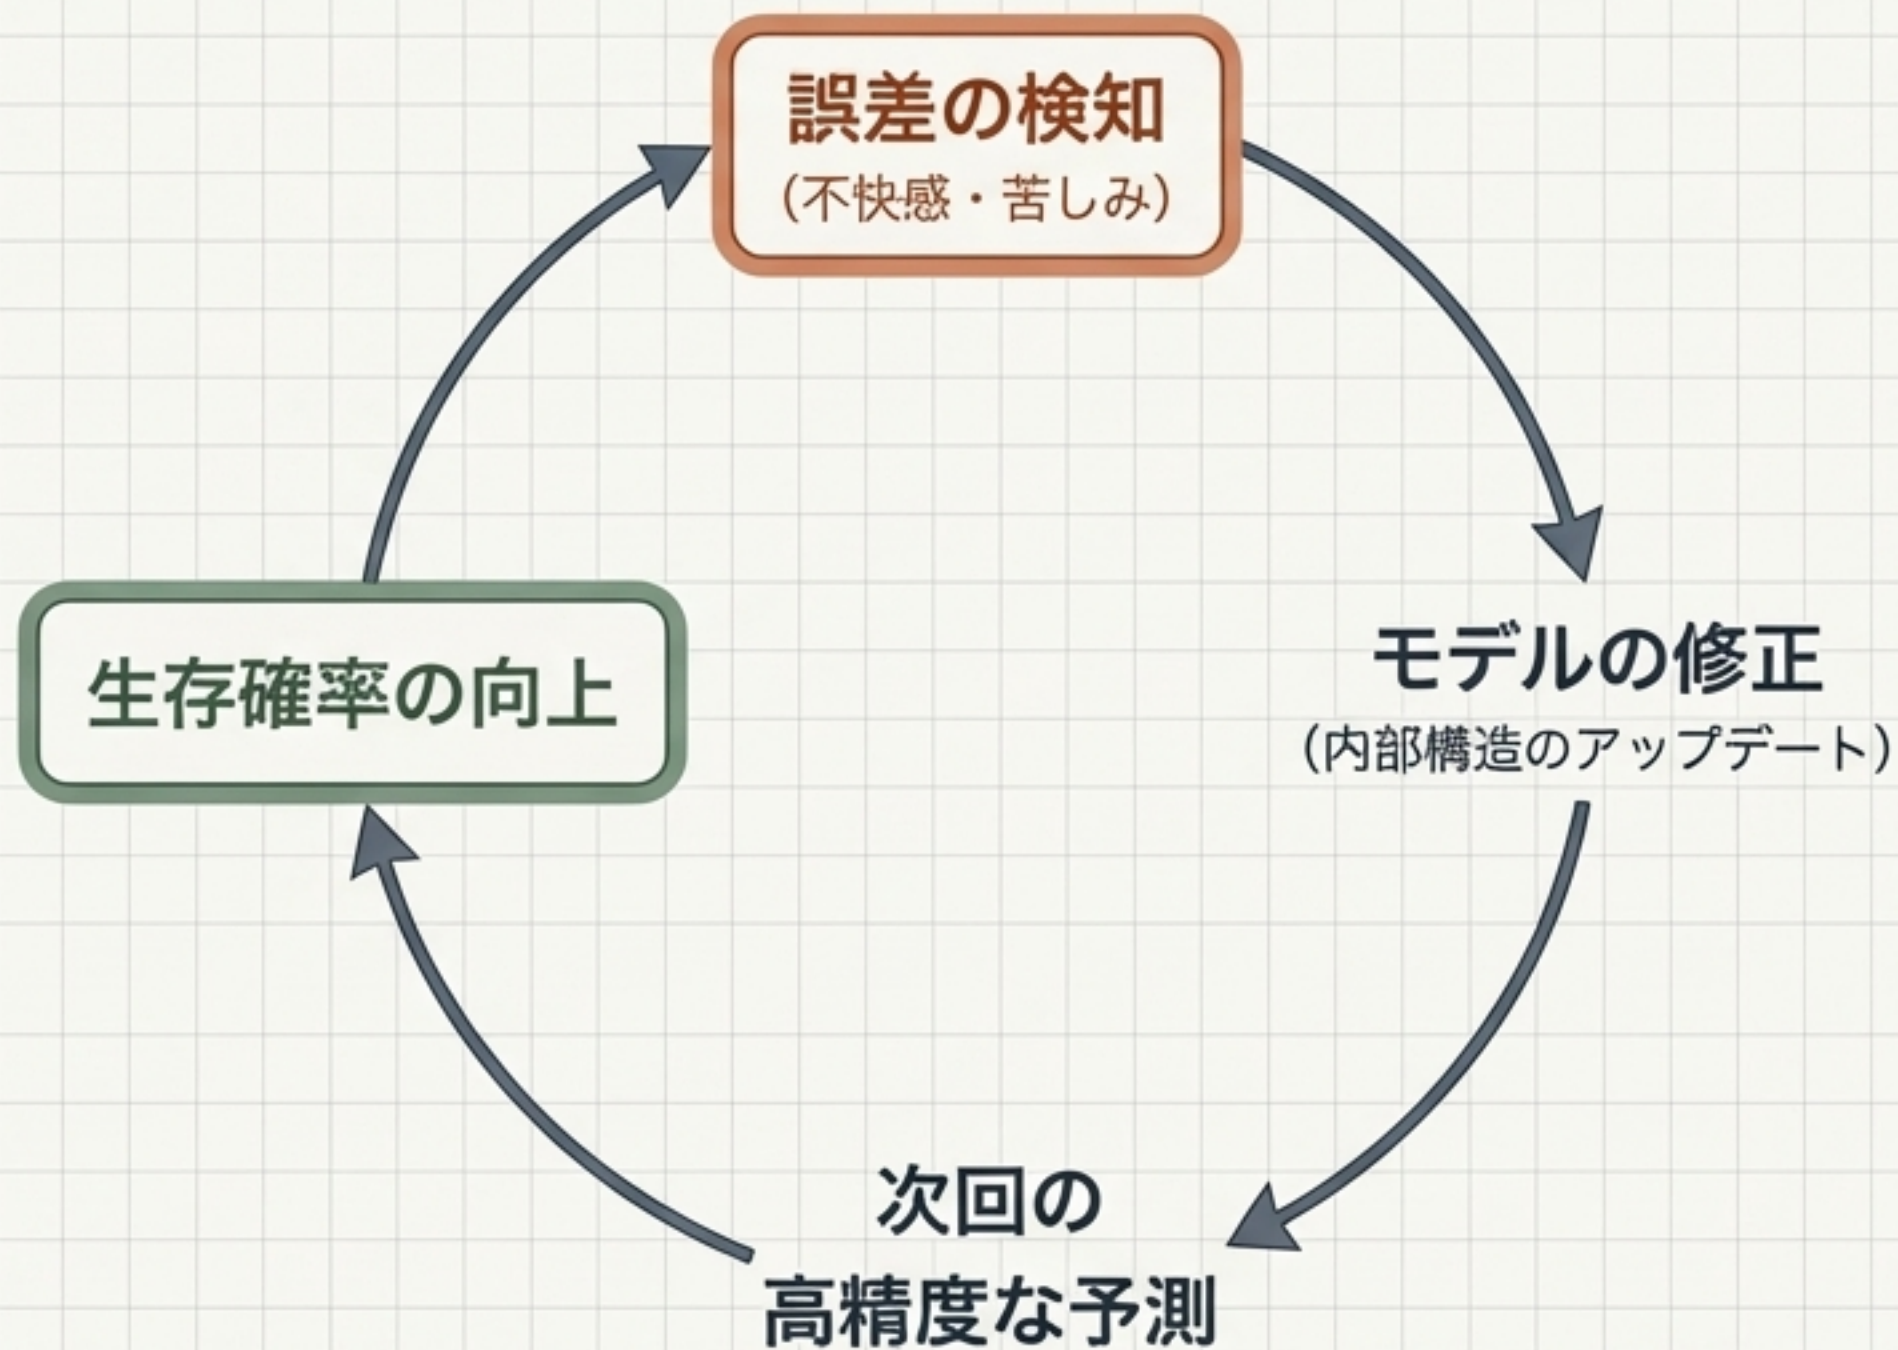 誤差の検知
（不快感・苦しみ）
モデルの修正
（内部構造のアップデート）
次回の
高精度な予測
生存確率の向上